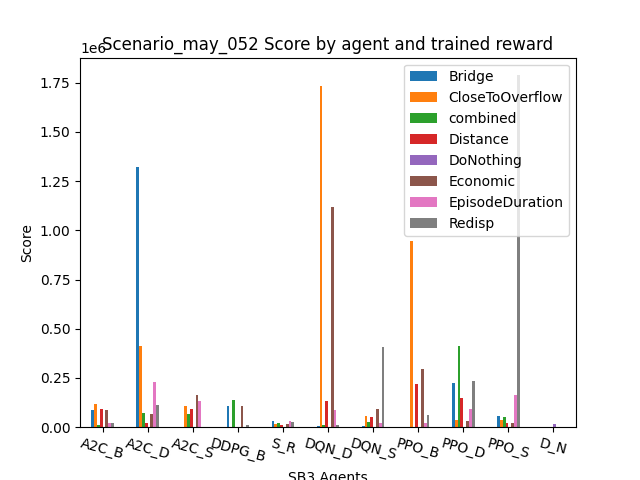 Scenario_may_052 Score by agent and trained reward
1e6
1.75
1.50
1.25
1.00
0.75
0.50
0.25
0.00
Score
Bridge
CloseToOverflow
combined
Distance
DoNothing
Economic
EpisodeDuration
Redisp
A2C_B
A2C_D
A2C_S
DDPG_B
S_R
DQN_D
DQN_S
PPO_B
PPO_D
PPO_S
D_N
SB3 Agents